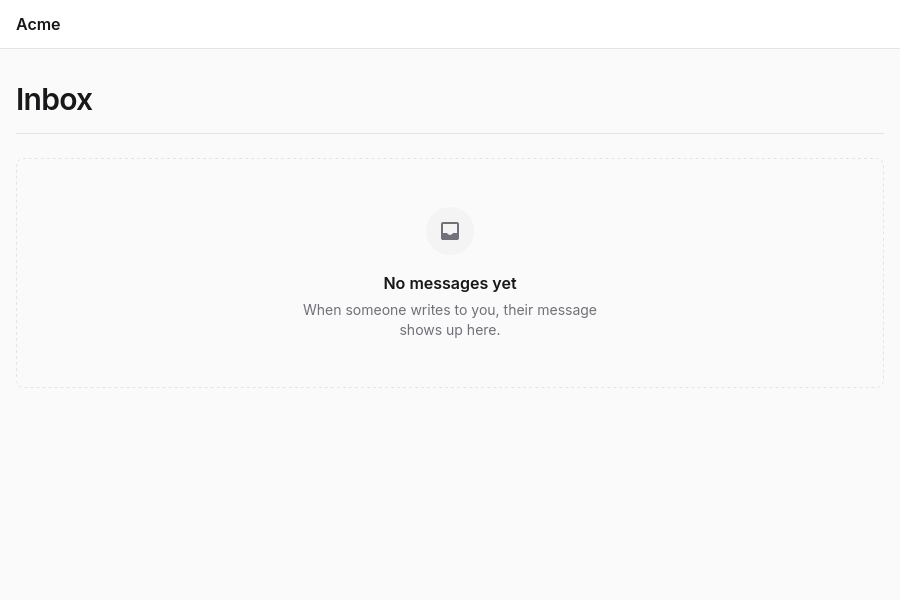 Acme
Inbox
No messages yet
When someone writes to you, their message
shows up here.